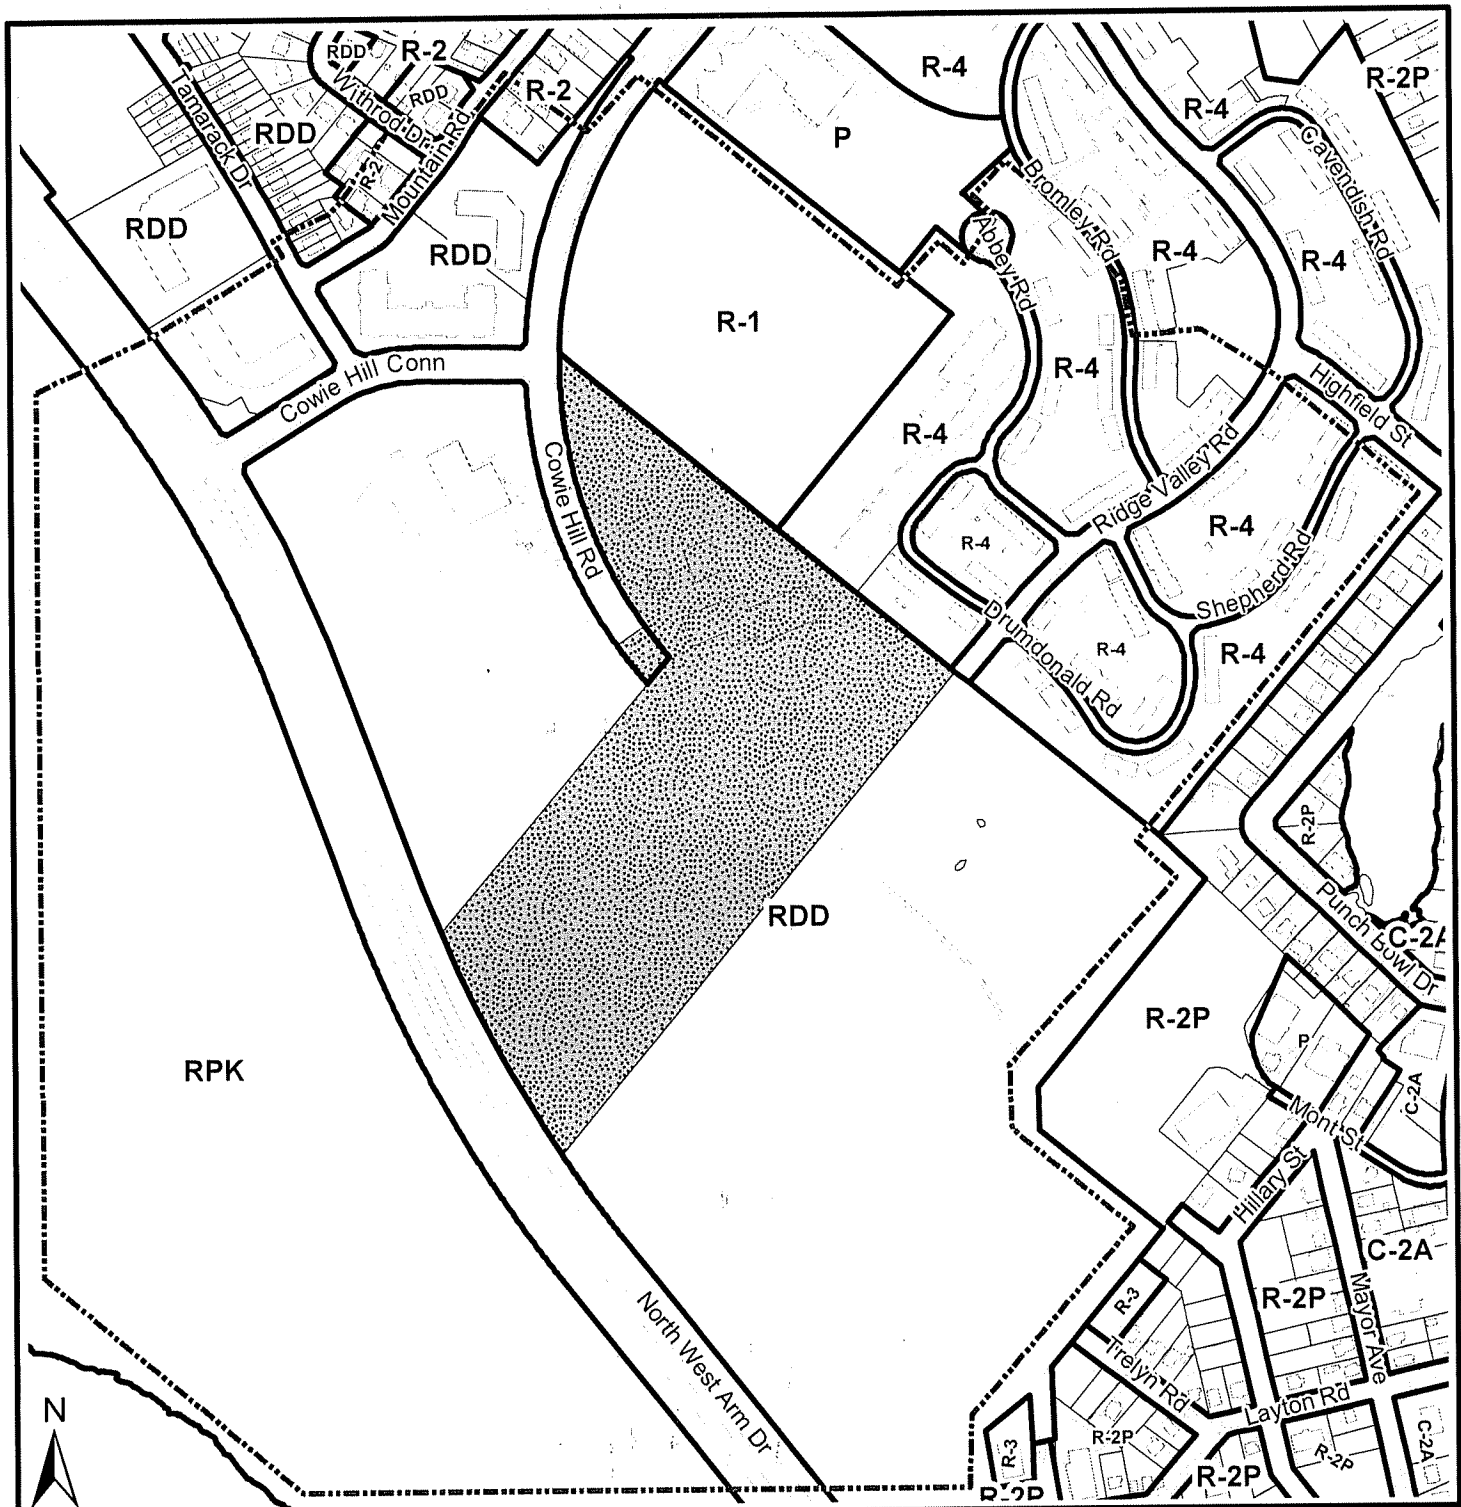 RDD
R-2
R-4
R-2P
Tamarack Dr
Withrod Dr
RDD
R-2
R-4
RDD
P
Cavendish Rd
R-2
Mountain Rd
Bromley Rd
RDD
RDD
Abbey Rd
R-4
R-4
R-1
Cowie Hill Conn
R-4
Highfield St
R-4
Cowie Hill Rd
Ridge Valley Rd
R-4
R-4
Shepherd Rd
Drumdonald Rd
R-4
R-4
R-2P
RDD
Punch Bowl Dr
C-2A
R-2P
P
RPK
C-2A
Mont St
Hillary St
C-2A
R-3
R-2P
Mayor Ave
North West Arm Dr
Trelyn Rd
Layton Rd
N
R-3
R-2P
R-2P
C-2A
R-2P
R-2P